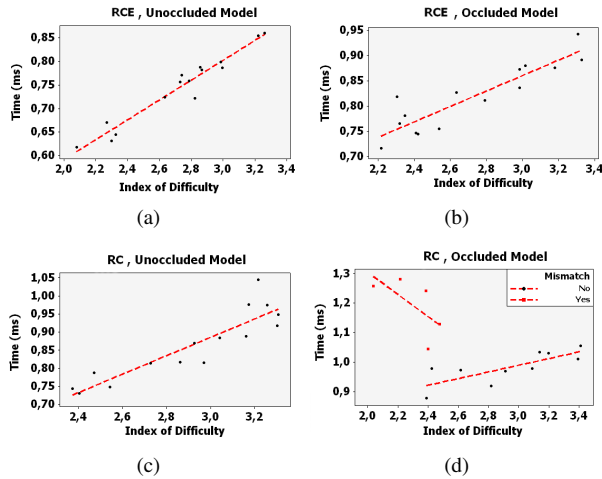 RCE , Unoccluded Model
Time (ms)
0,85
0,80
0,75
0,70
0,65
0,60
2,0 2,2 2,4 2,6 2,8 3,0 3,2 3,4
Index of Difficulty
(a)
RCE , Occluded Model
Time (ms)
0,95
0,90
0,85
0,80
0,75
0,70
2,2 2,4 2,6 2,8 3,0 3,2 3,4
Index of Difficulty
(b)
RC , Unoccluded Model
Time (ms)
1,05
1,00
0,95
0,90
0,85
0,80
0,75
0,70
2,4 2,6 2,8 3,0 3,2
Index of Difficulty
(c)
RC , Occluded Model
Time (ms)
1,3
1,2
1,1
1,0
0,9
Mismatch
No
Yes
2,0 2,2 2,4 2,6 2,8 3,0 3,2 3,4
Index of Difficulty
(d)